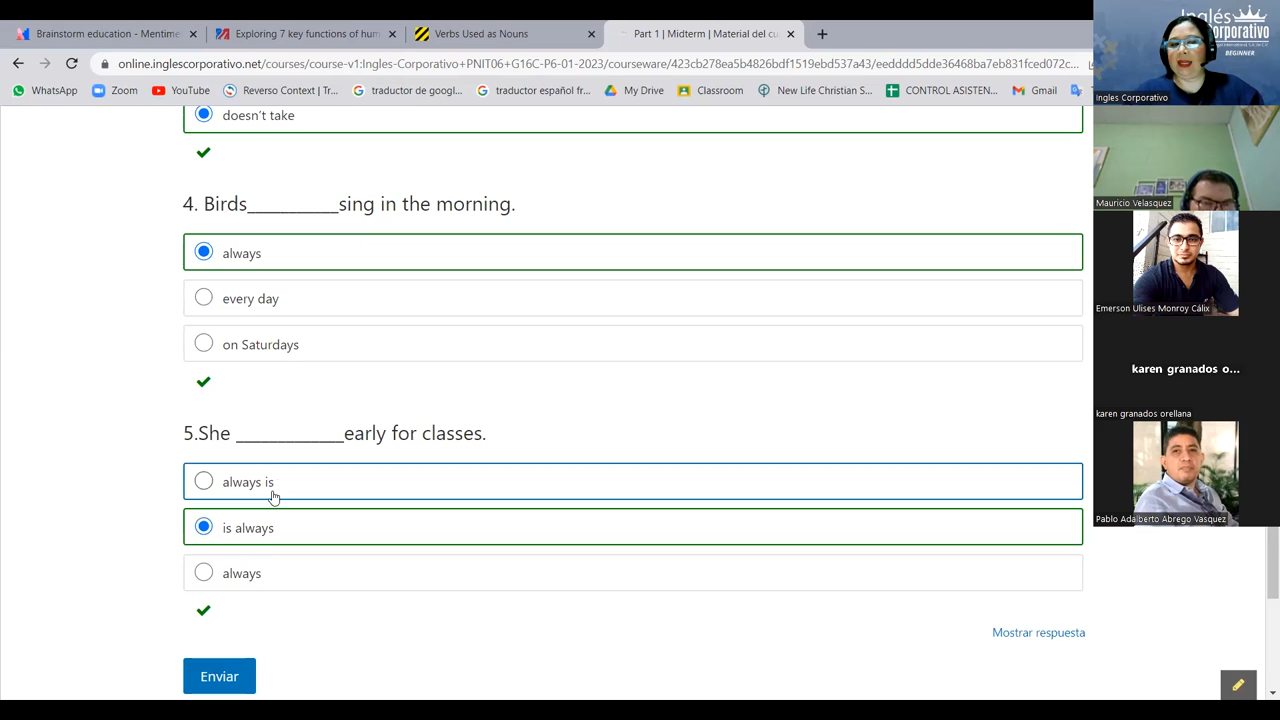 Brainstorm education - Mentime
Exploring 7 key functions of hum
Verbs Used as Nouns
Part 1 | Midterm | Material del cu
online.inglescorporativo.net/courses/course-v1:Ingles-Corporativo+PN001+GTYC-P6-01-2023/courseware/423cb278ea5b4826bdf1519ebd537a43/eedddd5dde36468ba7eb831fced072c...
WhatsApp
Zoom
YouTube
Reverso Context | Tr...
traductor de googl...
traductor español fr...
My Drive
Classroom
New Life Christian S...
CONTROL ASISTEN...
Gmail
doesn't take
4. Birds___________sing in the morning.
always
every day
on Saturdays
5.She _____________early for classes.
always is
is always
always
Mostrar respuesta
Enviar
Inglés
Corporativo
BEGINNER
Ingles Corporativo
Mauricio Velasquez
Emerson Ulises Monroy Cálix
karen granados o...
karen granados orellana
Pablo Adalberto Abrego Vasquez